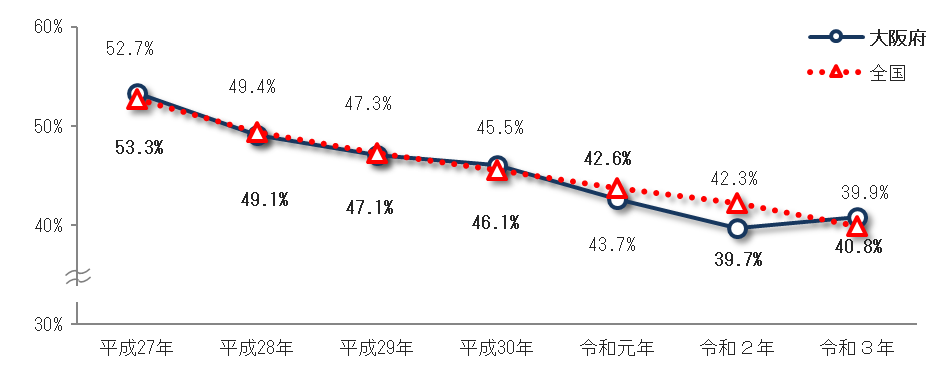 60%
50%
40%
30%
大阪府
全国
52.7%
49.4%
47.3%
45.5%
42.6%
42.3%
39.9%
53.3%
49.1%
47.1%
46.1%
43.7%
39.7%
40.8%
平成27年
平成28年
平成29年
平成30年
令和元年
令和２年
令和３年